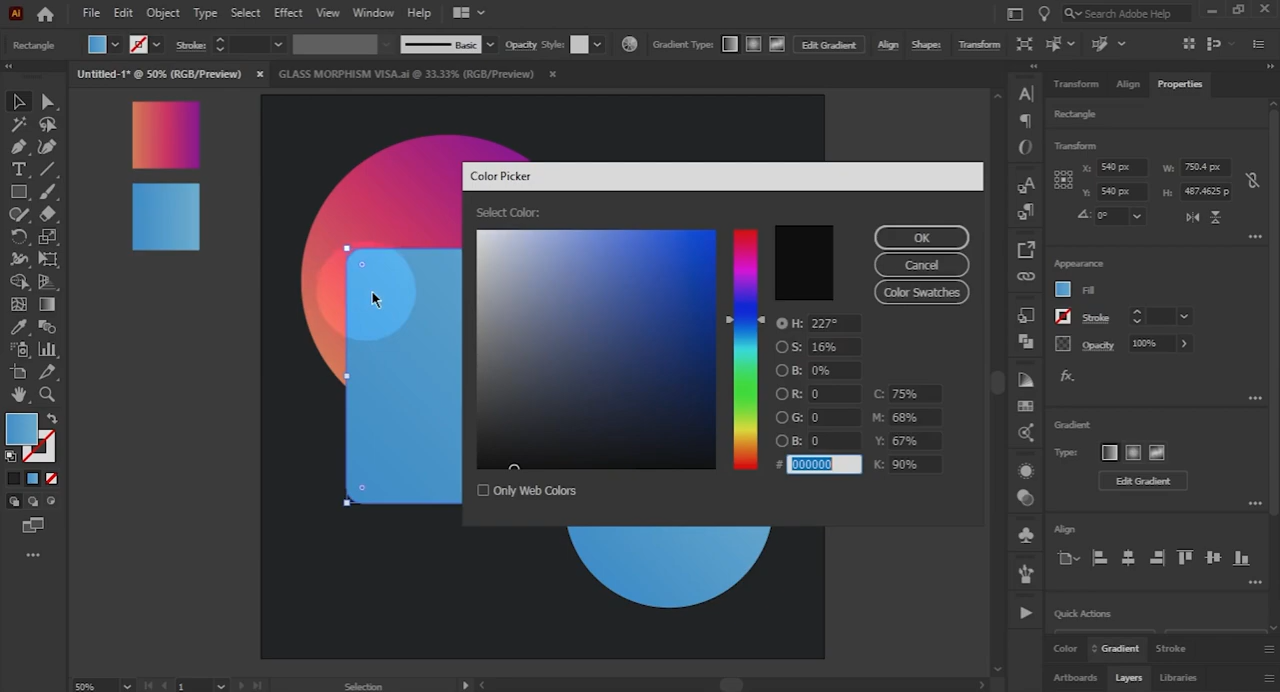 Ai File Edit Object Type Select Effect View Window Help Search Adobe Help
Rectangle Stroke: Basic Opacity Style: Gradient Type: Edit Gradient Align Shape: Transform
Untitled-1* @ 50% (RGB/Preview) × GLASS MORPHISM VISA.ai @ 33.33% (RGB/Preview) ×
Transform Align Properties
Rectangle
Transform
X: 540 px W: 750.4 px
Y: 540 px H: 487.4625 p
0°
Appearance
Fill
Stroke
Opacity 100%
fx.
Gradient
Type:
Edit Gradient
Align
Quick Actions
Color Gradient Stroke
Artboards Layers Libraries
Color Picker
Select Color:
OK
Cancel
Color Swatches
H: 227°
S: 16%
B: 0%
R: 0 C: 75%
G: 0 M: 68%
B: 0 Y: 67%
# 000000 K: 90%
Only Web Colors
50% 1 Selection